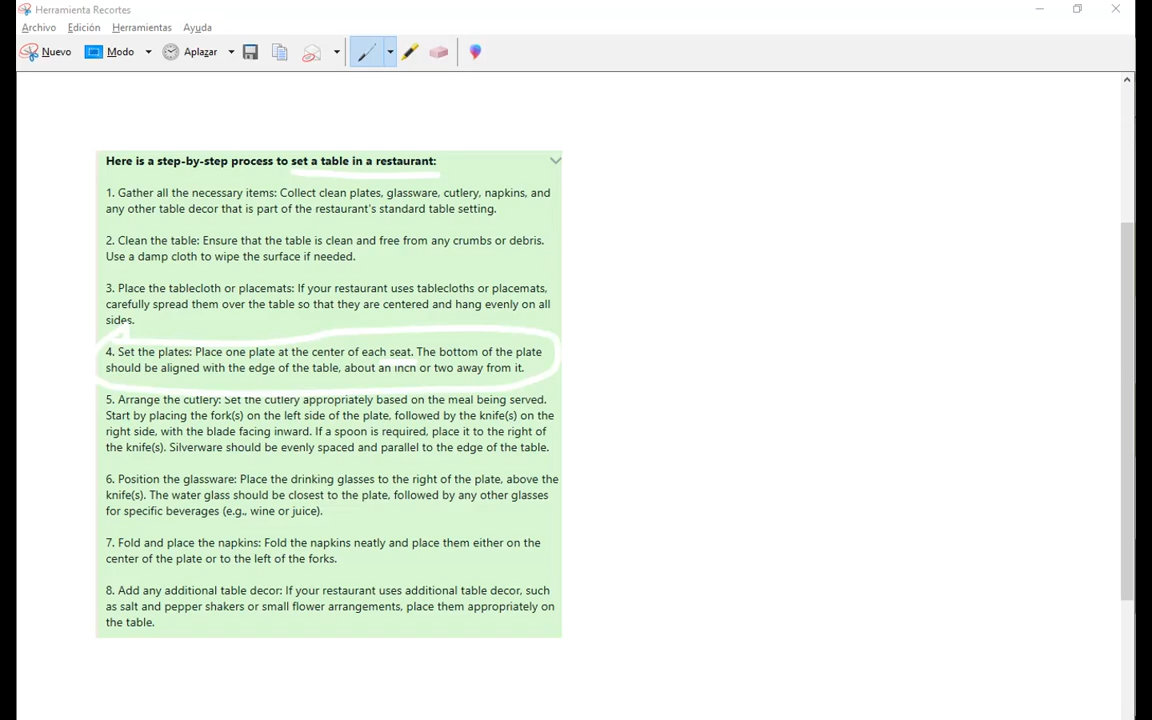 Herramienta Recortes
Archivo Edición Herramientas Ayuda
Nuevo Modo Aplazar
Here is a step-by-step process to set a table in a restaurant:
1. Gather all the necessary items: Collect clean plates, glassware, cutlery, napkins, and
any other table decor that is part of the restaurant's standard table setting.
2. Clean the table: Ensure that the table is clean and free from any crumbs or debris.
Use a damp cloth to wipe the surface if needed.
3. Place the tablecloth or placemats: If your restaurant uses tablecloths or placemats,
carefully spread them over the table so that they are centered and hang evenly on all
sides.
4. Set the plates: Place one plate at the center of each seat. The bottom of the plate
should be aligned with the edge of the table, about an inch or two away from it.
5. Arrange the cutlery: Set the cutlery appropriately based on the meal being served.
Start by placing the fork(s) on the left side of the plate, followed by the knife(s) on the
right side, with the blade facing inward. If a spoon is required, place it to the right of
the knife(s). Silverware should be evenly spaced and parallel to the edge of the table.
6. Position the glassware: Place the drinking glasses to the right of the plate, above the
knife(s). The water glass should be closest to the plate, followed by any other glasses
for specific beverages (e.g., wine or juice).
7. Fold and place the napkins: Fold the napkins neatly and place them either on the
center of the plate or to the left of the forks.
8. Add any additional table decor: If your restaurant uses additional table decor, such
as salt and pepper shakers or small flower arrangements, place them appropriately on
the table.